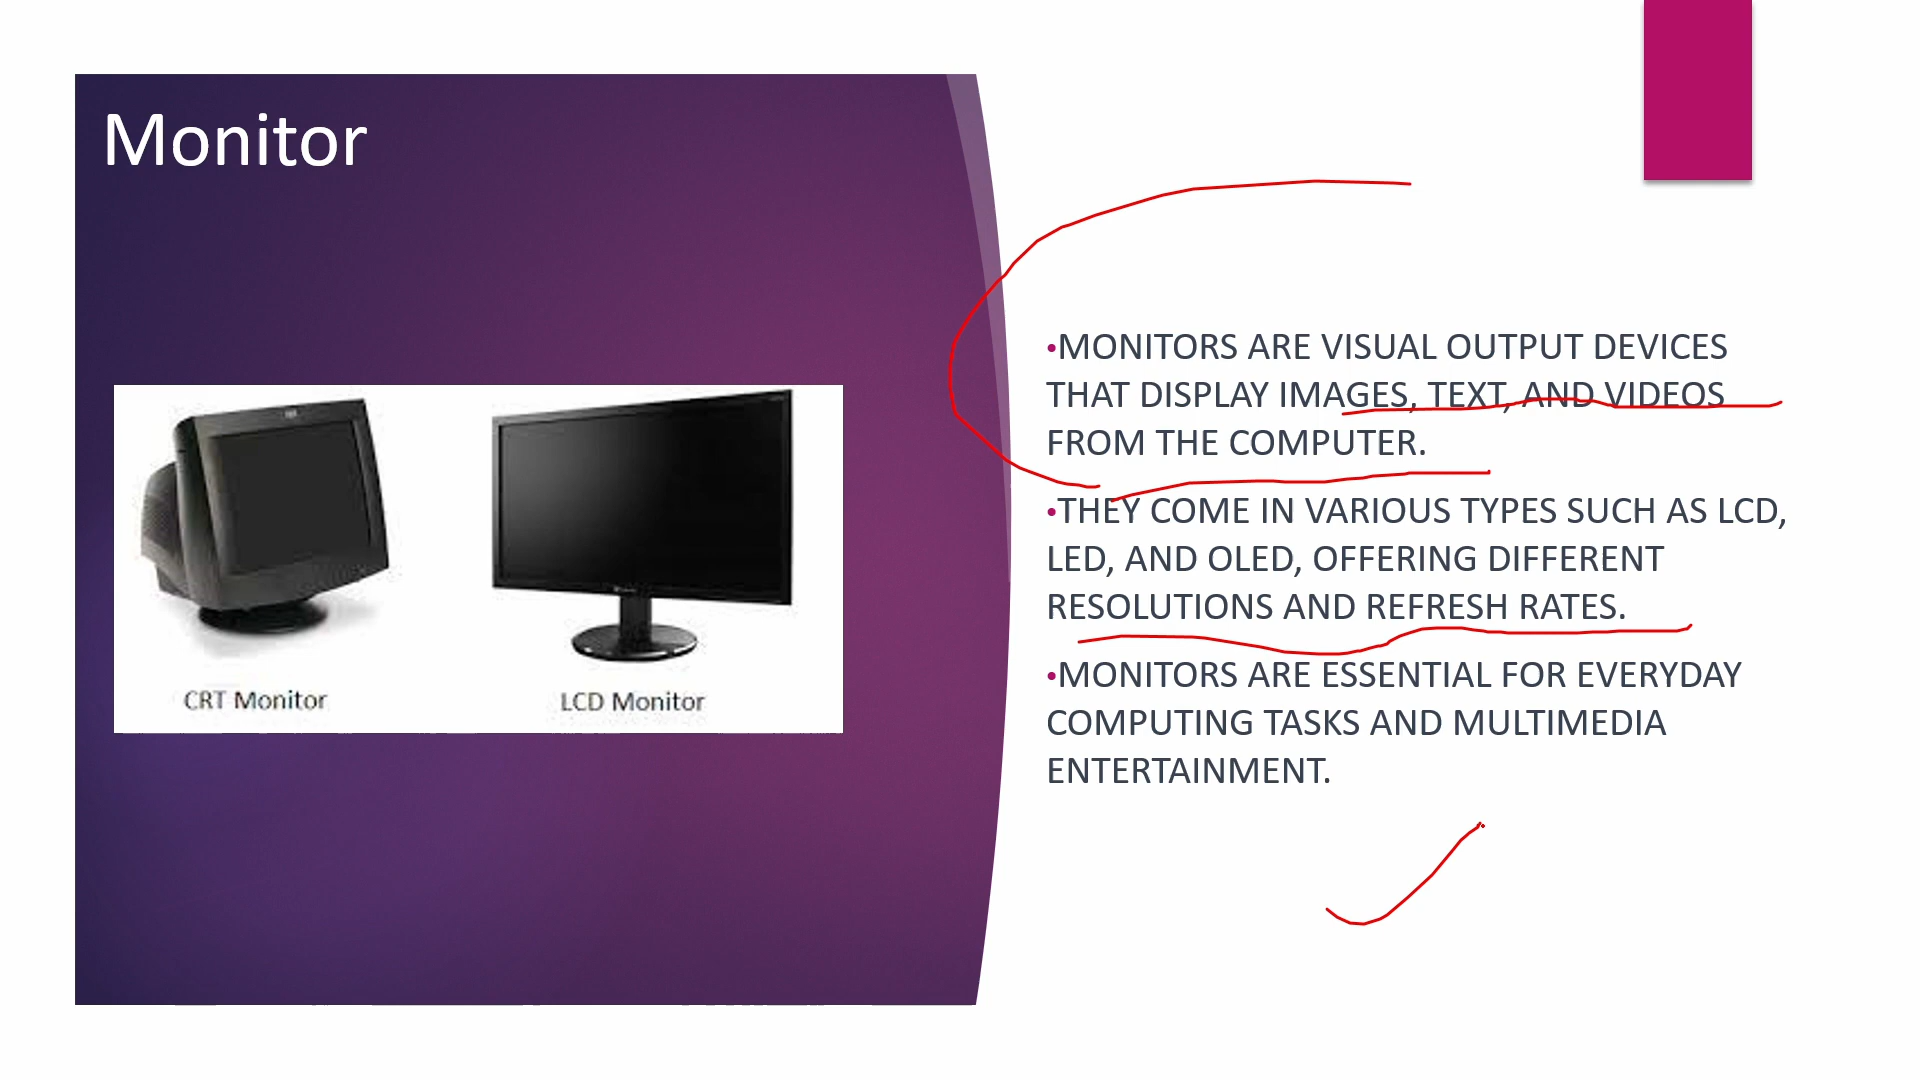 Monitor
CRT Monitor
LCD Monitor
•MONITORS ARE VISUAL OUTPUT DEVICES
THAT DISPLAY IMAGES, TEXT, AND VIDEOS
FROM THE COMPUTER.
•THEY COME IN VARIOUS TYPES SUCH AS LCD,
LED, AND OLED, OFFERING DIFFERENT
RESOLUTIONS AND REFRESH RATES.
•MONITORS ARE ESSENTIAL FOR EVERYDAY
COMPUTING TASKS AND MULTIMEDIA
ENTERTAINMENT.